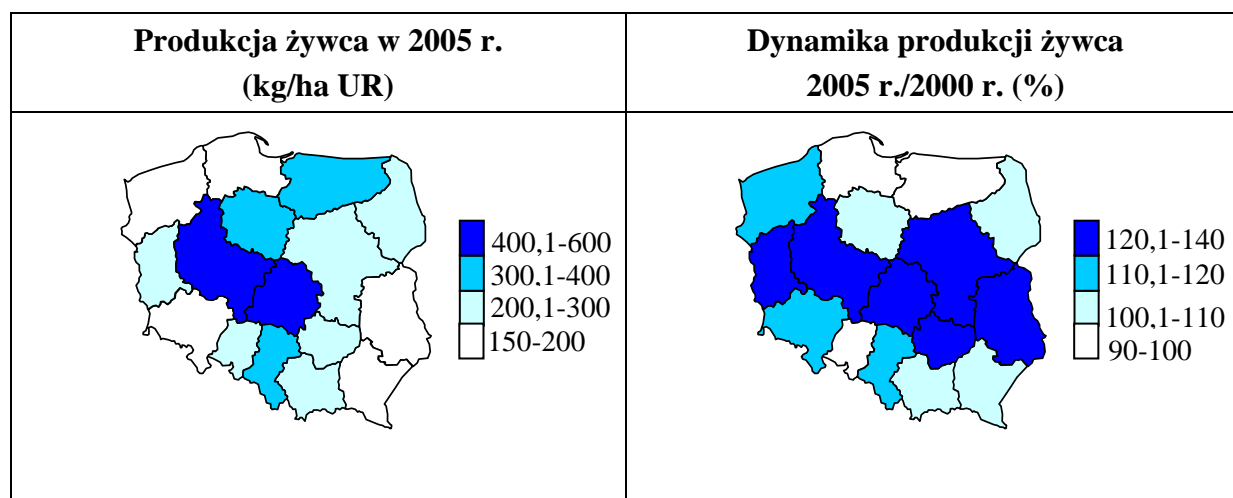 Produkcja żywca w 2005 r.
(kg/ha UR)
Dynamika produkcji żywca
2005 r./2000 r. (%)
400,1-600
300,1-400
200,1-300
150-200
120,1-140
110,1-120
100,1-110
90-100